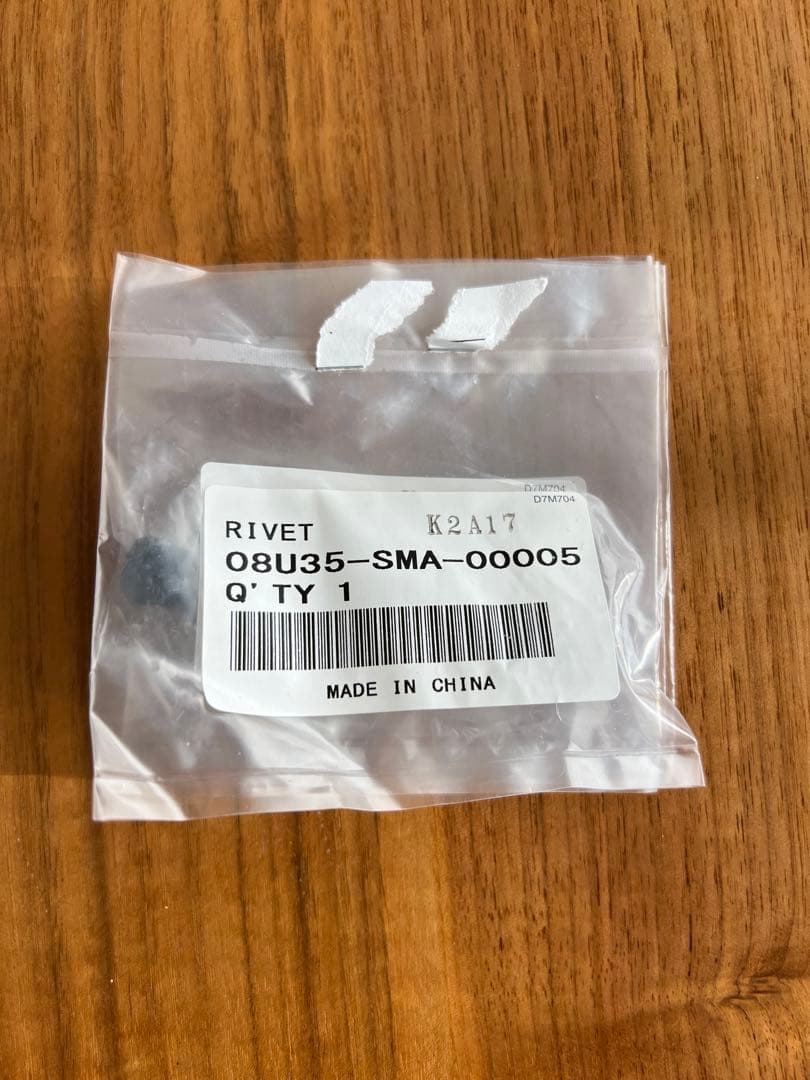 D7M704
D7M704
RIVET K2A17
08U35-SMA-00005
Q'TY 1
MADE IN CHINA